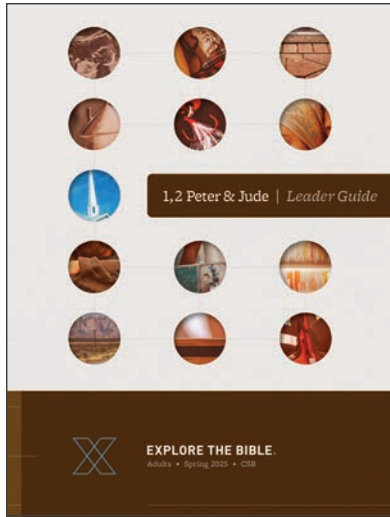 1, 2 Peter & Jude | Leader Guide
EXPLORE THE BIBLE.
Adults • Spring 2025 • CSB